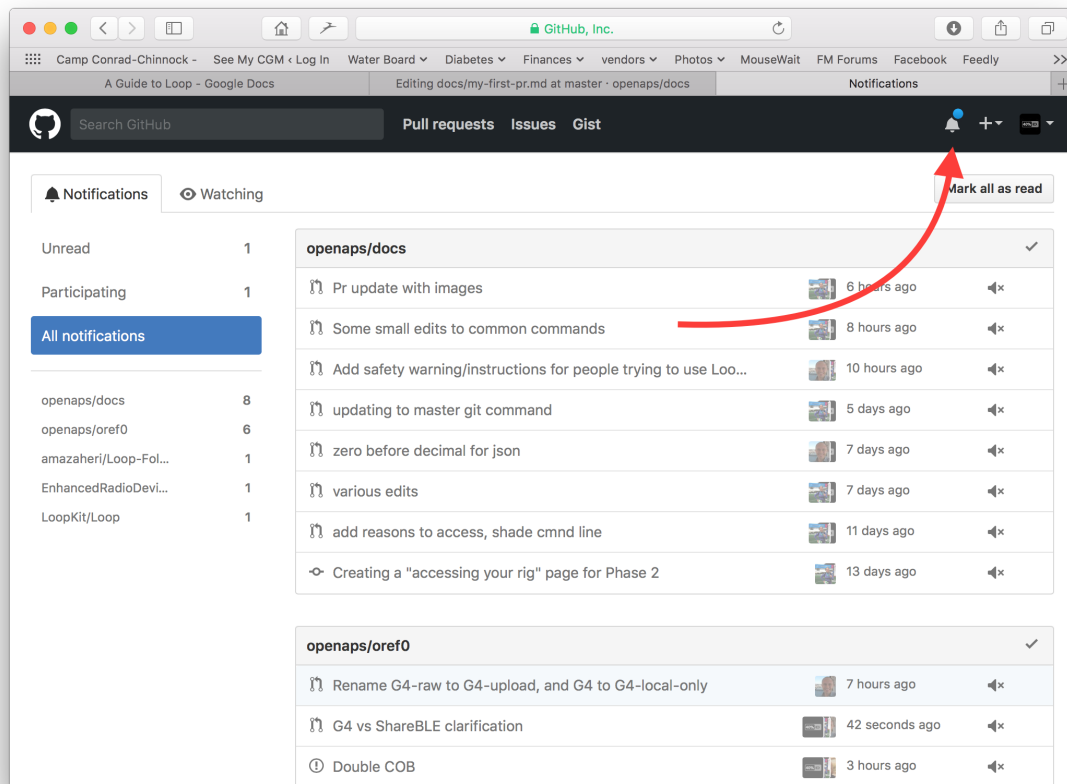 GitHub, Inc.
Camp Conrad-Chinnock - See My CGM ‹ Log In Water Board Diabetes Finances vendors Photos MouseWait FM Forums Facebook Feedly >>
A Guide to Loop - Google Docs Editing docs/my-first-pr.md at master · openaps/docs Notifications +
Search GitHub Pull requests Issues Gist
Notifications Watching Mark all as read
Unread 1
Participating 1
All notifications
openaps/docs 8
openaps/oref0 6
amazaheri/Loop-Fol... 1
EnhancedRadioDevi... 1
LoopKit/Loop 1
openaps/docs
Pr update with images 6 hours ago
Some small edits to common commands 8 hours ago
Add safety warning/instructions for people trying to use Loo... 10 hours ago
updating to master git command 5 days ago
zero before decimal for json 7 days ago
various edits 7 days ago
add reasons to access, shade cmnd line 11 days ago
Creating a "accessing your rig" page for Phase 2 13 days ago
openaps/oref0
Rename G4-raw to G4-upload, and G4 to G4-local-only 7 hours ago
G4 vs ShareBLE clarification 42 seconds ago
Double COB 3 hours ago